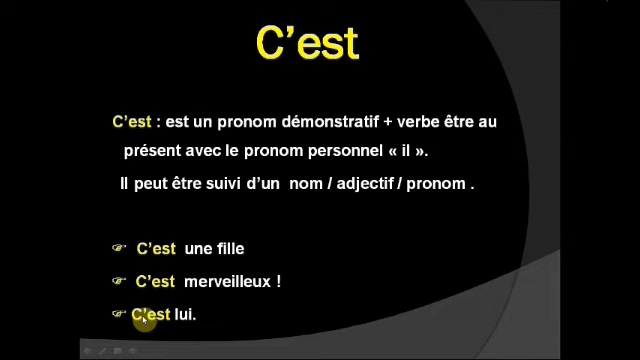 C’est
C’est : est un pronom démonstratif + verbe être au
présent avec le pronom personnel « il ».
Il peut être suivi d’un nom / adjectif / pronom .
☞ C’est une fille
☞ C’est merveilleux !
☞ C’est lui.